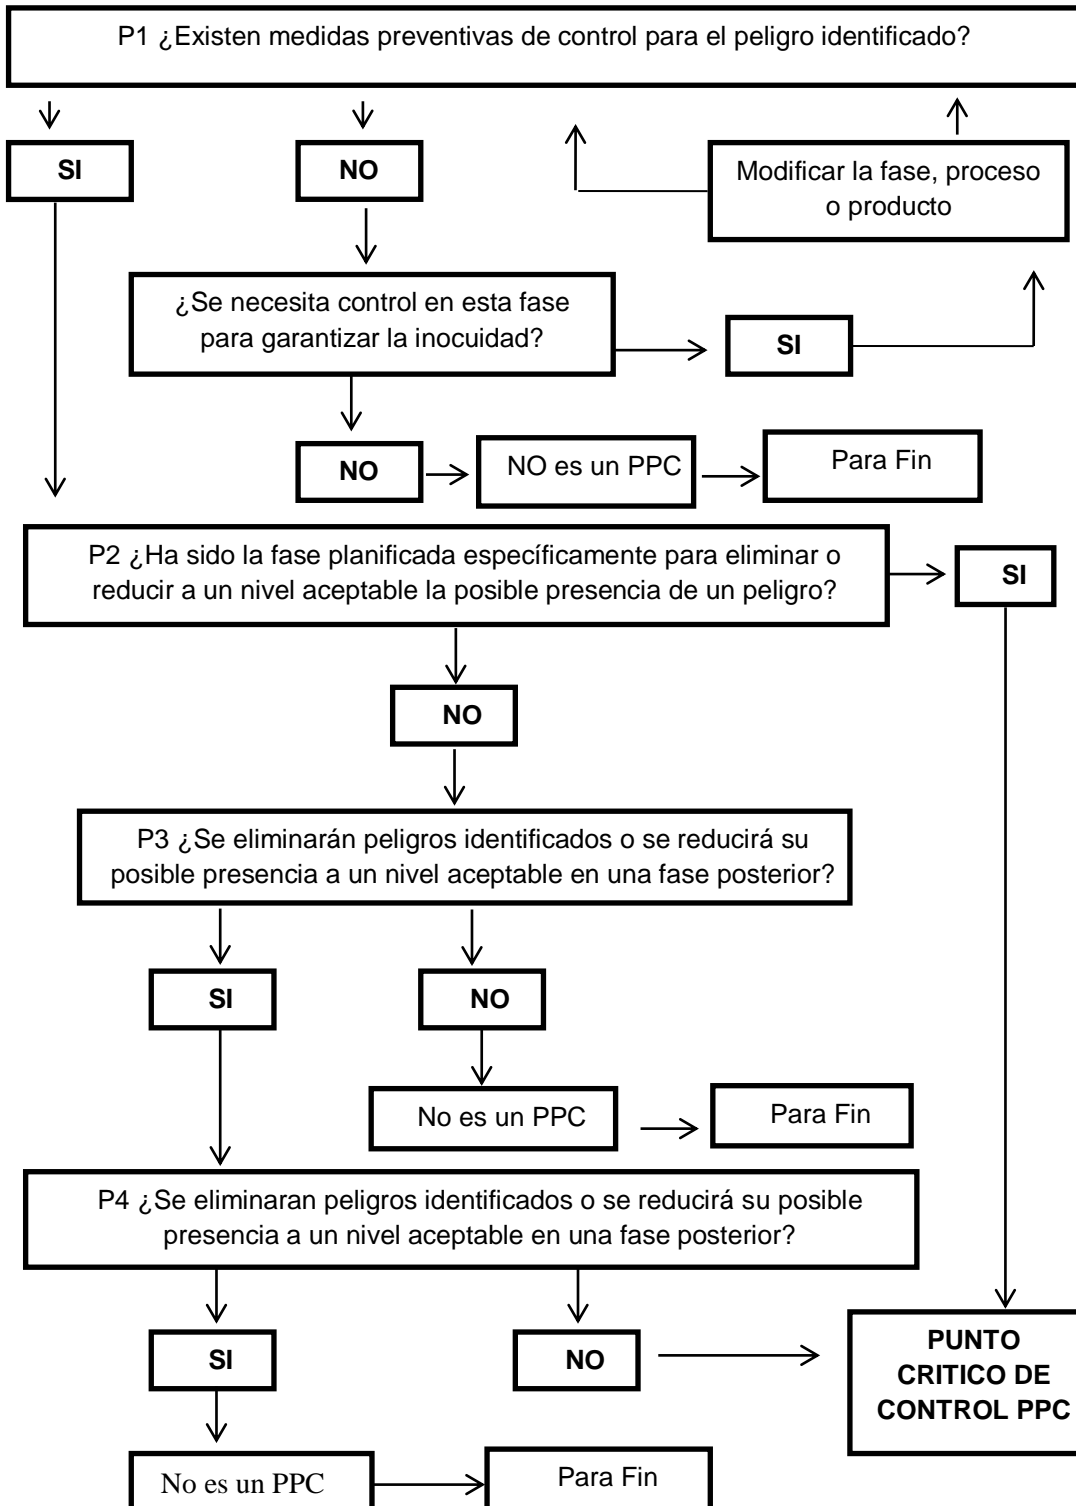 P1 ¿Existen medidas preventivas de control para el peligro identificado?
SI
NO
Modificar la fase, proceso
o producto
¿Se necesita control en esta fase
para garantizar la inocuidad?
SI
NO
NO es un PPC
Para Fin
P2 ¿Ha sido la fase planificada específicamente para eliminar o
reducir a un nivel aceptable la posible presencia de un peligro?
SI
NO
P3 ¿Se eliminarán peligros identificados o se reducirá su
posible presencia a un nivel aceptable en una fase posterior?
SI
NO
No es un PPC
Para Fin
P4 ¿Se eliminaran peligros identificados o se reducirá su posible
presencia a un nivel aceptable en una fase posterior?
SI
NO
PUNTO
CRITICO DE
CONTROL PPC
No es un PPC
Para Fin